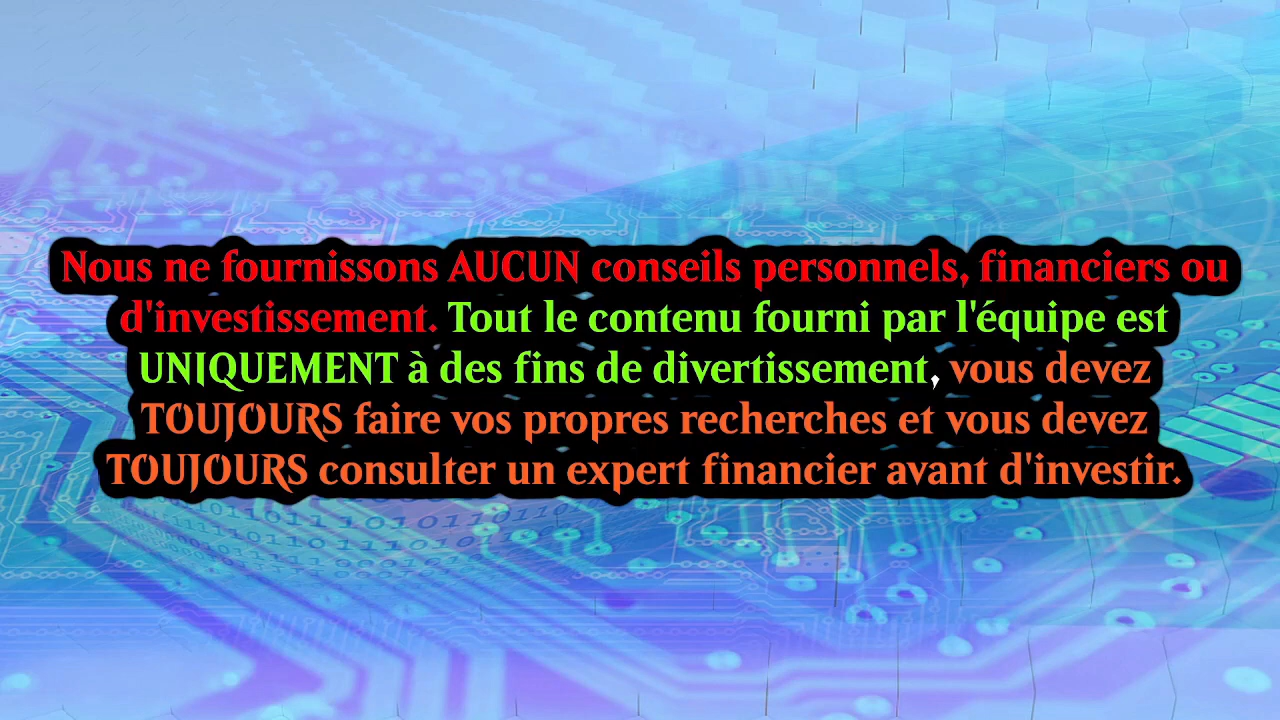 Nous ne fournissons AUCUN conseils personnels, financiers ou
d'investissement. Tout le contenu fourni par l'équipe est
UNIQUEMENT à des fins de divertissement, vous devez
TOUJOURS faire vos propres recherches et vous devez
TOUJOURS consulter un expert financier avant d'investir.